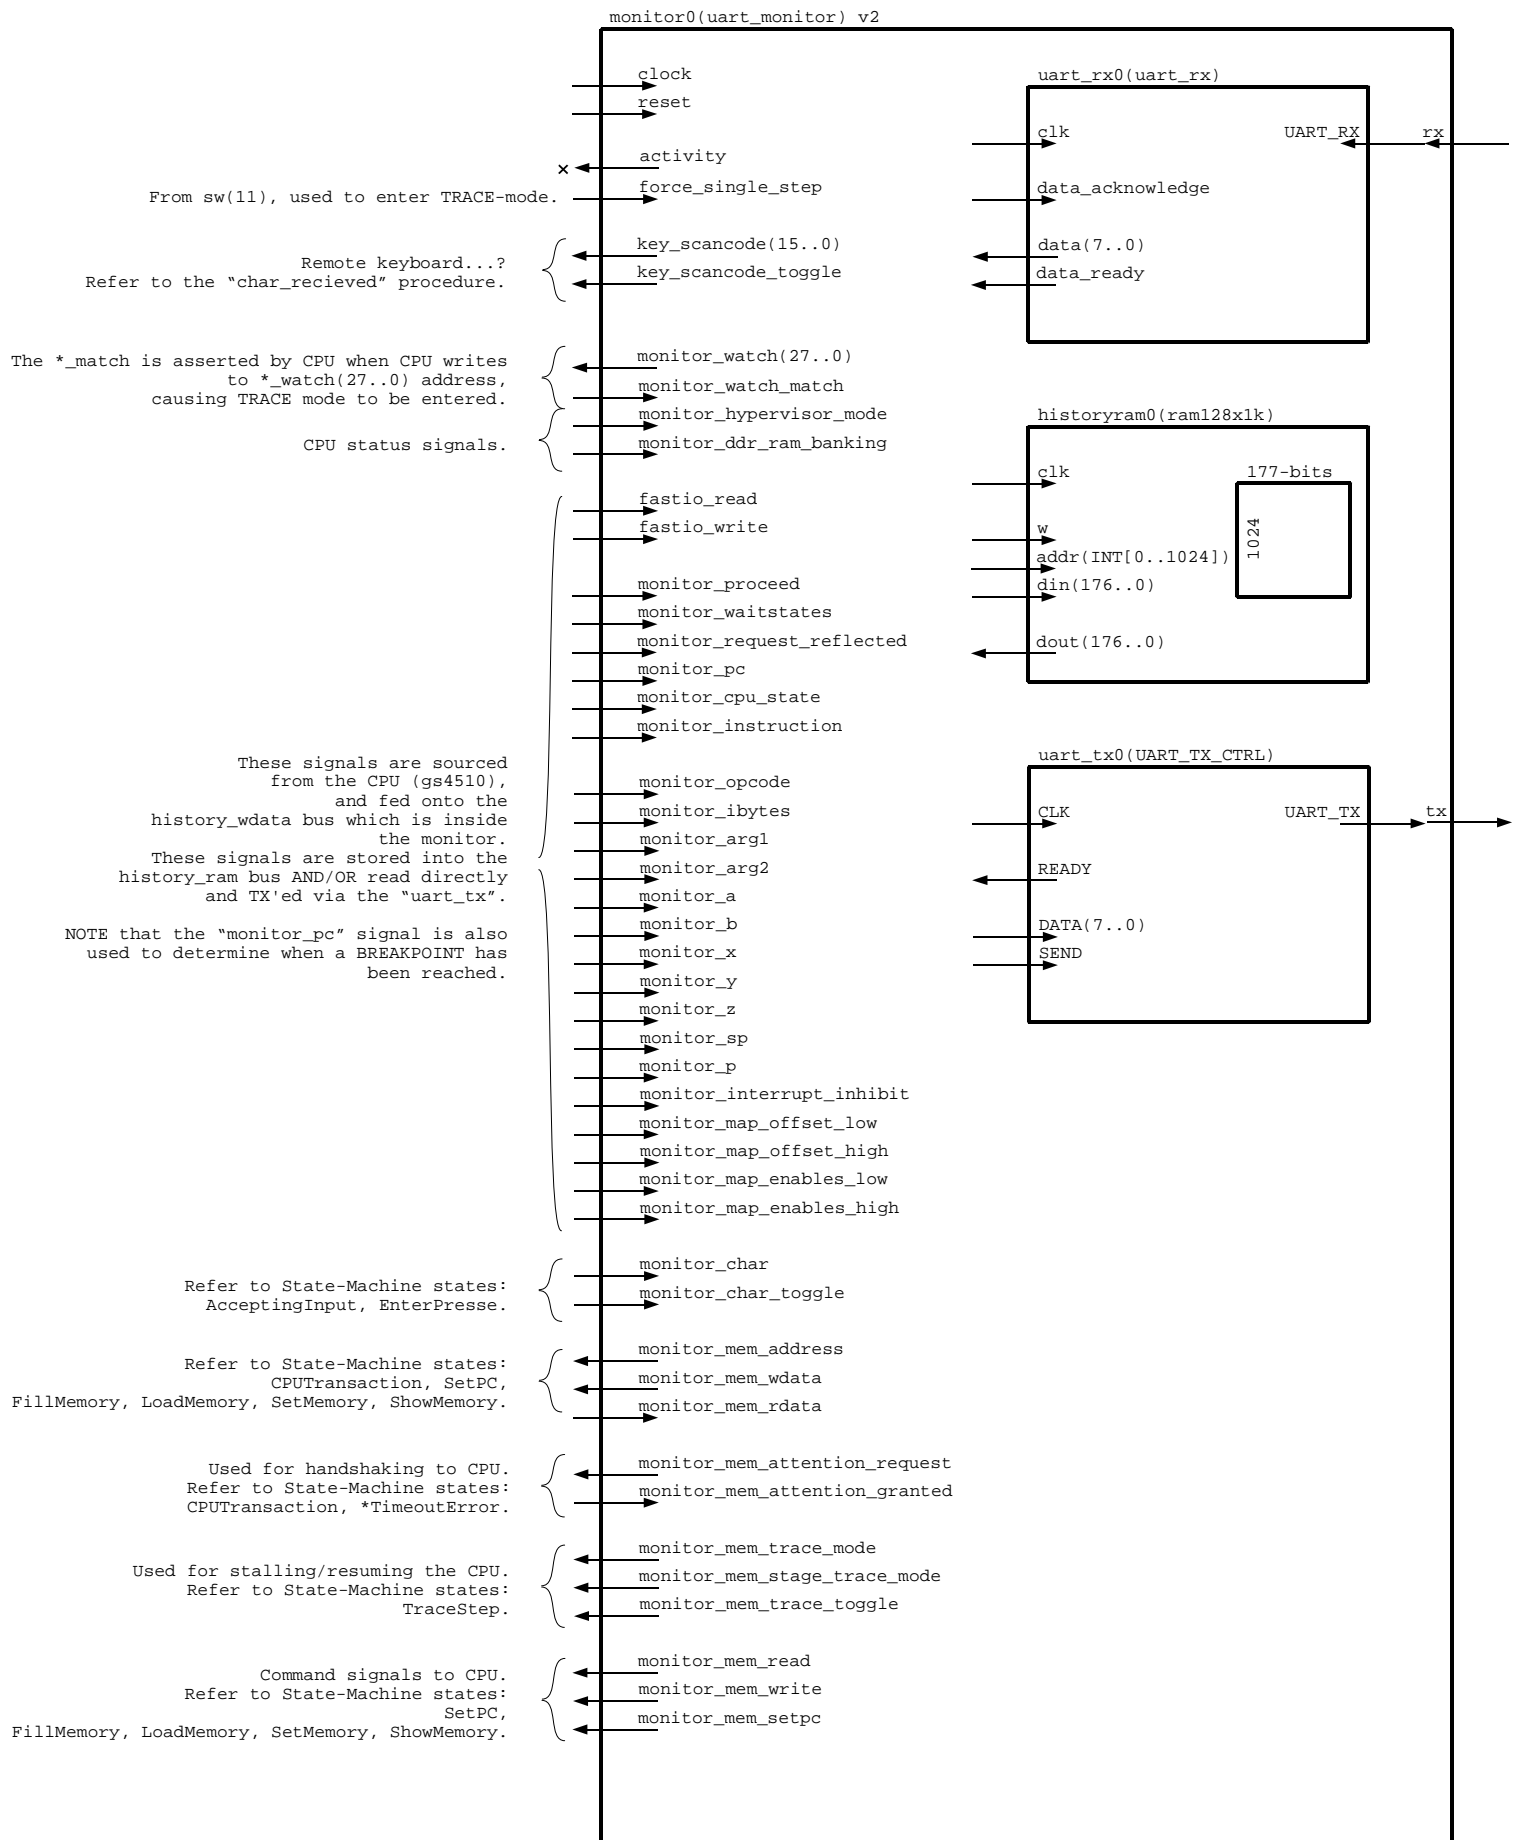 monitor0(uart_monitor) v2
clock
reset
activity
×
force_single_step
From sw(11), used to enter TRACE-mode.
key_scancode(15..0)
key_scancode_toggle
Remote keyboard...?
Refer to the “char_recieved” procedure.
monitor_watch(27..0)
monitor_watch_match
The *_match is asserted by CPU when CPU writes
to *_watch(27..0) address,
causing TRACE mode to be entered.
monitor_hypervisor_mode
monitor_ddr_ram_banking
CPU status signals.
fastio_read
fastio_write
monitor_proceed
monitor_waitstates
monitor_request_reflected
monitor_pc
monitor_cpu_state
monitor_instruction
monitor_opcode
monitor_ibytes
monitor_arg1
monitor_arg2
monitor_a
monitor_b
monitor_x
monitor_y
monitor_z
monitor_sp
monitor_p
monitor_interrupt_inhibit
monitor_map_offset_low
monitor_map_offset_high
monitor_map_enables_low
monitor_map_enables_high
These signals are sourced
from the CPU (gs4510),
and fed onto the
history_wdata bus which is inside
the monitor.
These signals are stored into the
history_ram bus AND/OR read directly
and TX'ed via the “uart_tx”.
NOTE that the “monitor_pc” signal is also
used to determine when a BREAKPOINT has
been reached.
monitor_char
monitor_char_toggle
Refer to State-Machine states:
AcceptingInput, EnterPresse.
monitor_mem_address
monitor_mem_wdata
monitor_mem_rdata
Refer to State-Machine states:
CPUTransaction, SetPC,
FillMemory, LoadMemory, SetMemory, ShowMemory.
monitor_mem_attention_request
monitor_mem_attention_granted
Used for handshaking to CPU.
Refer to State-Machine states:
CPUTransaction, *TimeoutError.
monitor_mem_trace_mode
monitor_mem_stage_trace_mode
monitor_mem_trace_toggle
Used for stalling/resuming the CPU.
Refer to State-Machine states:
TraceStep.
monitor_mem_read
monitor_mem_write
monitor_mem_setpc
Command signals to CPU.
Refer to State-Machine states:
SetPC,
FillMemory, LoadMemory, SetMemory, ShowMemory.
uart_rx0(uart_rx)
clk
UART_RX
rx
data_acknowledge
data(7..0)
data_ready
historyram0(ram128x1k)
clk
177-bits
1024
w
addr(INT[0..1024])
din(176..0)
dout(176..0)
uart_tx0(UART_TX_CTRL)
CLK
UART_TX
tx
READY
DATA(7..0)
SEND